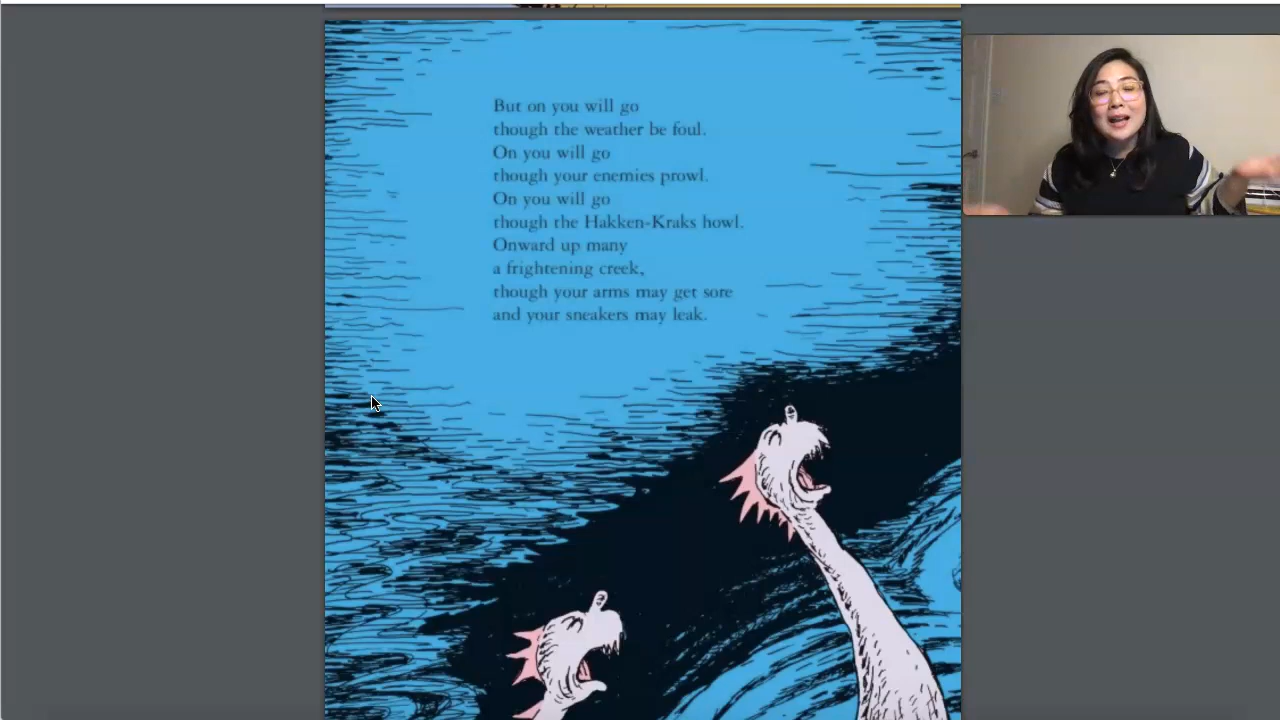 But on you will go
though the weather be foul.
On you will go
though your enemies prowl.
On you will go
though the Hakken-Kraks howl.
Onward up many
a frightening creek,
though your arms may get sore
and your sneakers may leak.